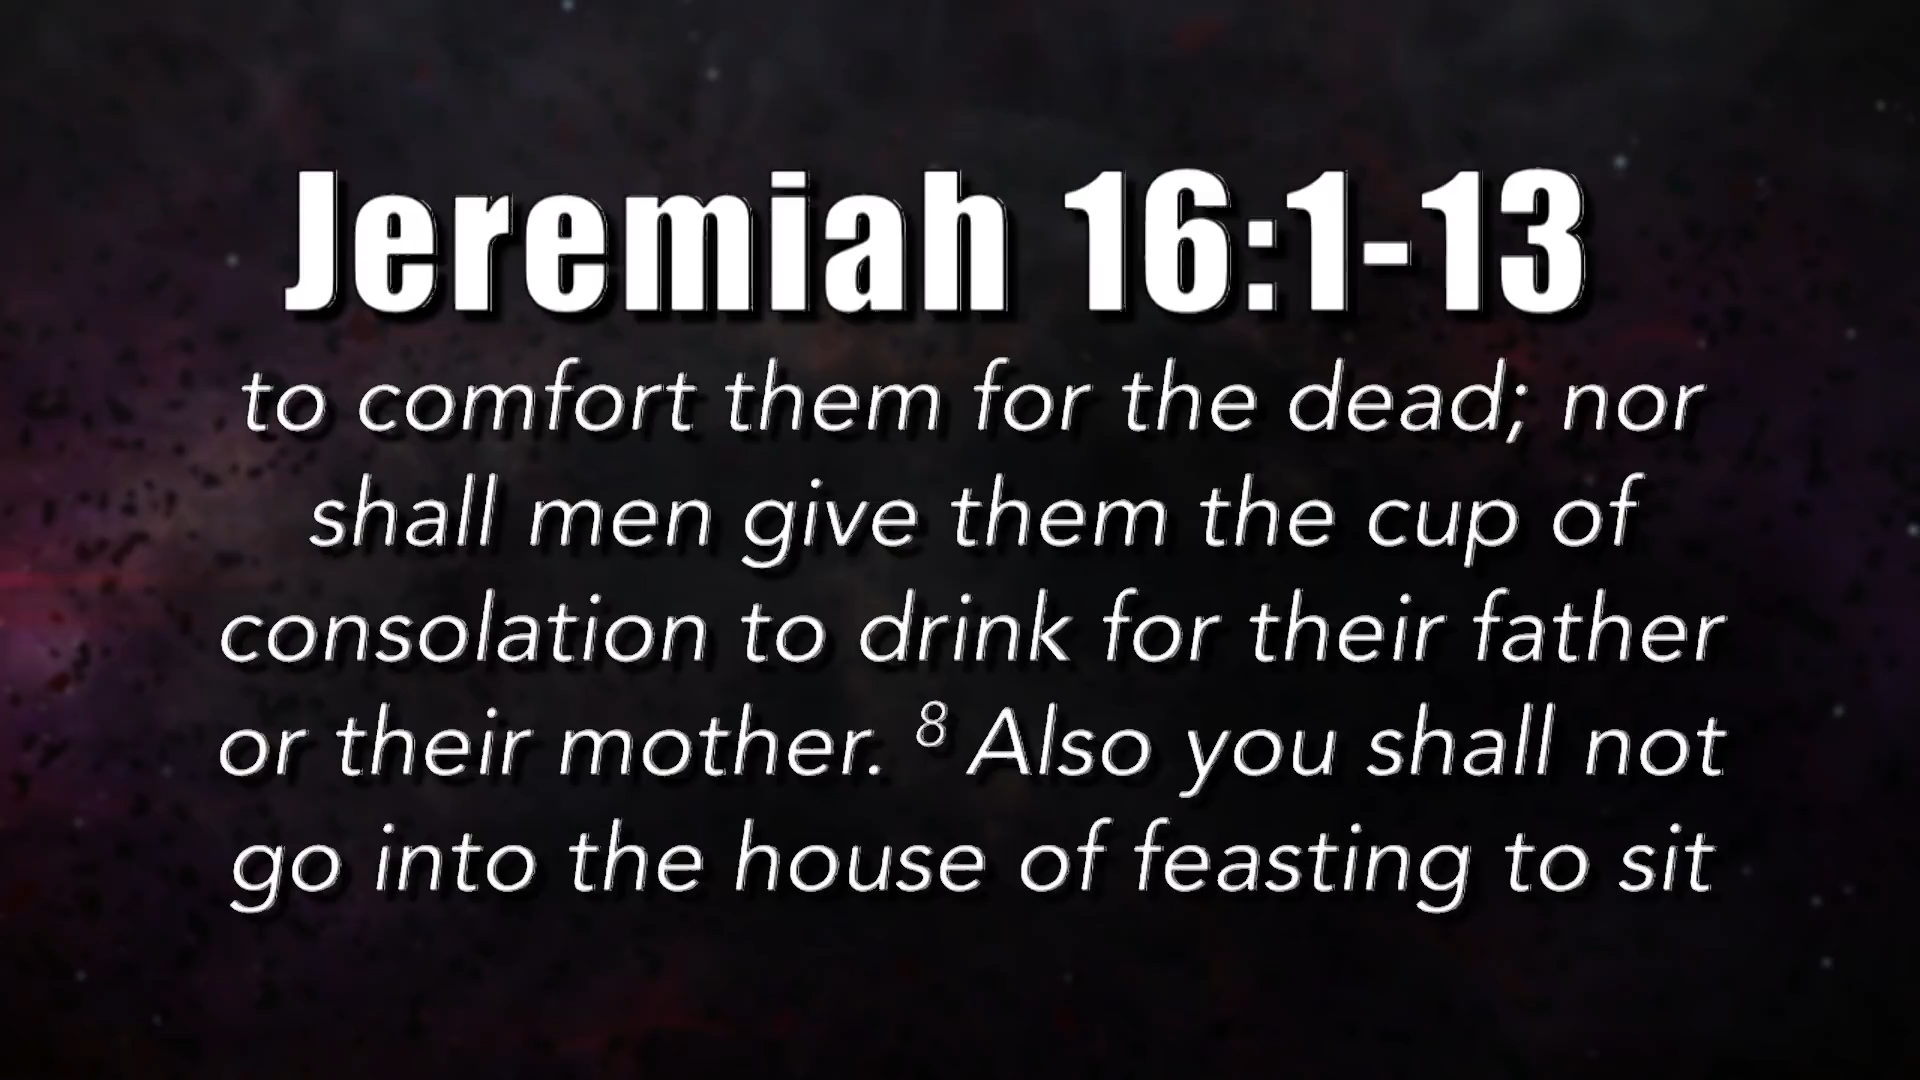 Jeremiah 16:1-13
to comfort them for the dead; nor
shall men give them the cup of
consolation to drink for their father
or their mother. 8 Also you shall not
go into the house of feasting to sit